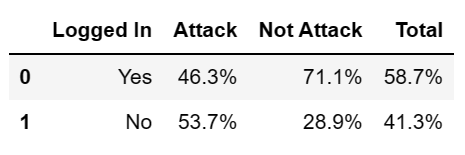 Logged In Attack Not Attack Total
0 Yes 46.3% 71.1% 58.7%
1 No 53.7% 28.9% 41.3%